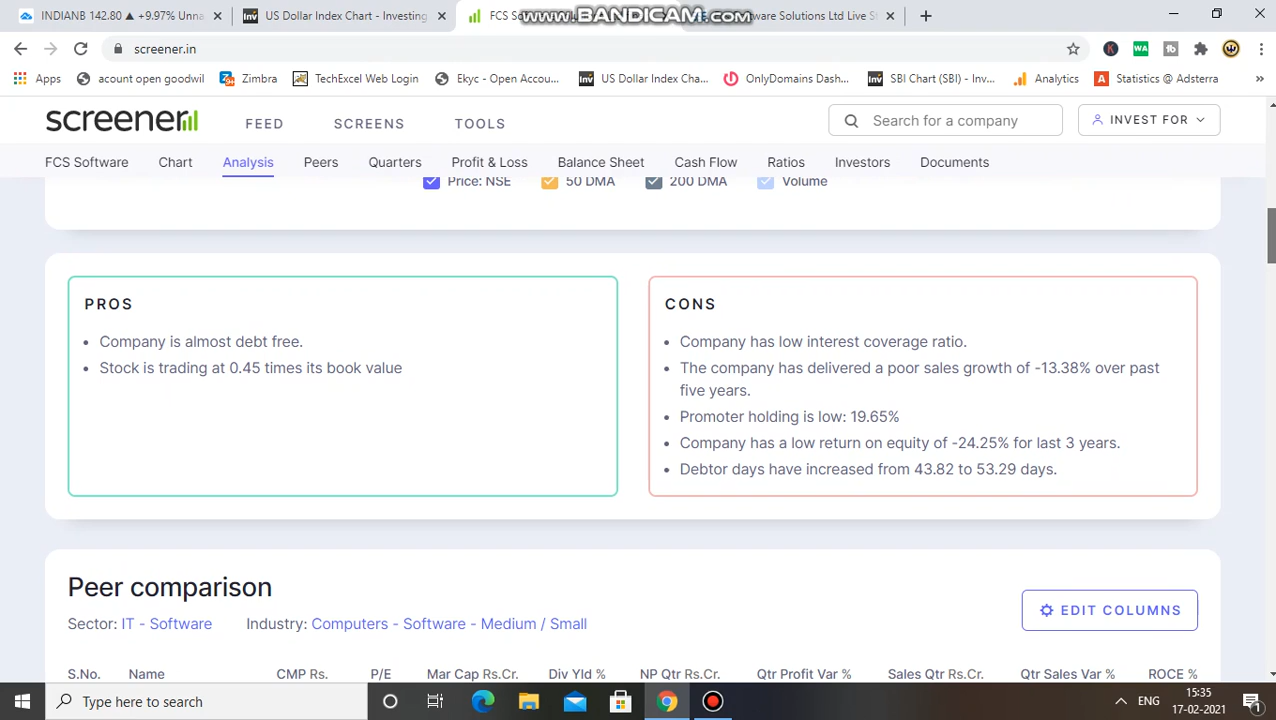 INDIANB 142.80 ▲ +9.97% Unna
US Dollar Index Chart - Investing
FCS So
www.BANDICAM.com
ware Solutions Ltd Live St
screener.in
Apps
acount open goodwil
Zimbra
TechExcel Web Login
Ekyc - Open Accou...
US Dollar Index Cha...
OnlyDomains Dash...
SBI Chart (SBI) - Inv...
Analytics
Statistics @ Adsterra
screener
FEED
SCREENS
TOOLS
Search for a company
INVEST FOR
FCS Software
Chart
Analysis
Peers
Quarters
Profit & Loss
Balance Sheet
Cash Flow
Ratios
Investors
Documents
Price: NSE
50 DMA
200 DMA
Volume
PROS
Company is almost debt free.
Stock is trading at 0.45 times its book value
CONS
Company has low interest coverage ratio.
The company has delivered a poor sales growth of -13.38% over past
five years.
Promoter holding is low: 19.65%
Company has a low return on equity of -24.25% for last 3 years.
Debtor days have increased from 43.82 to 53.29 days.
Peer comparison
Sector: IT - Software
Industry: Computers - Software - Medium / Small
EDIT COLUMNS
S.No.
Name
CMP Rs.
P/E
Mar Cap Rs.Cr.
Div Yld %
NP Qtr Rs.Cr.
Qtr Profit Var %
Sales Qtr Rs.Cr.
Qtr Sales Var %
ROCE %
Type here to search
ENG
15:35
17-02-2021